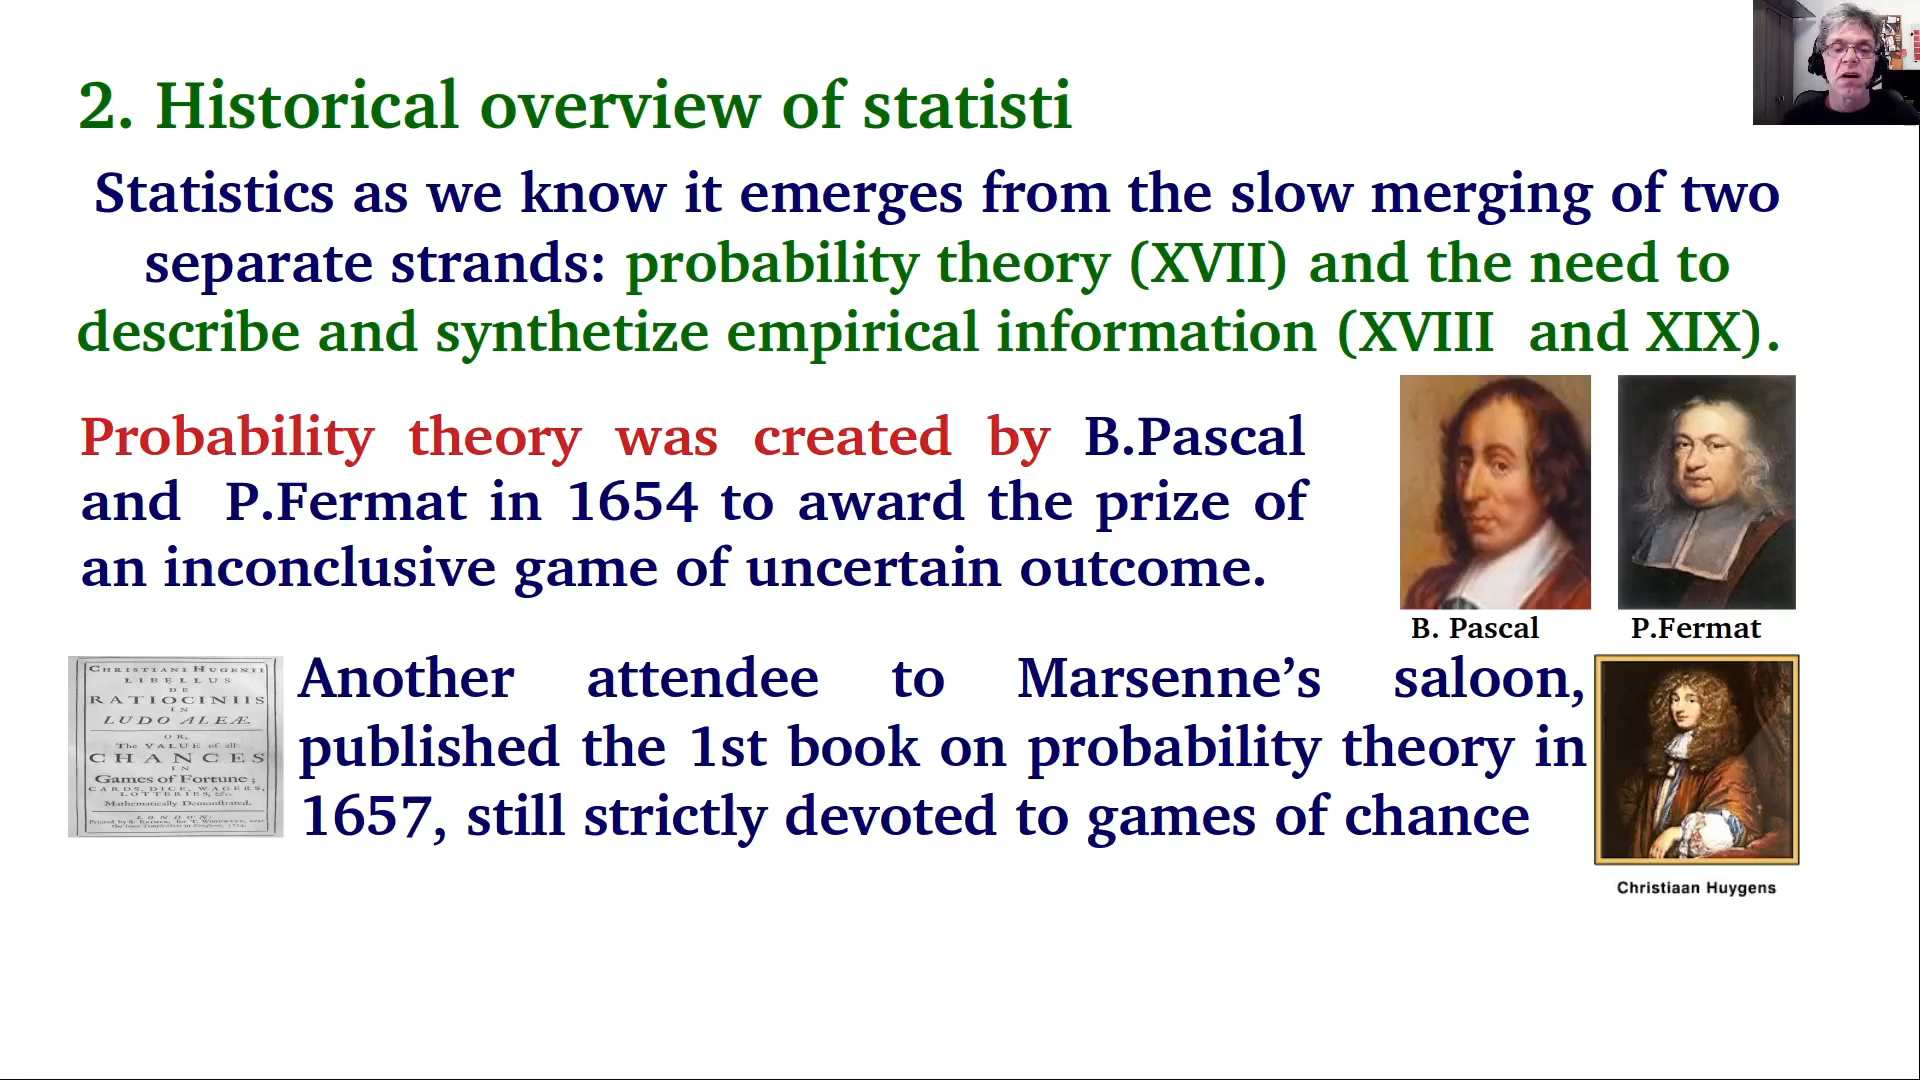 2. Historical overview of statisti
Statistics as we know it emerges from the slow merging of two
separate strands: probability theory (XVII) and the need to
describe and synthetize empirical information (XVIII and XIX).
Probability theory was created by B.Pascal
and P.Fermat in 1654 to award the prize of
an inconclusive game of uncertain outcome.
B. Pascal
P.Fermat
CHRISTIANI HUGENII
LIBELLUS
DE
RATIOCINIIS
IN
LUDO ALEÆ.
OR,
The VALUE of all
CHANCES
IN
Games of Fortune;
CARDS, DICE, WAGERS,
LOTTERIES, &c.
Mathematically Demonstrated.
LONDON:
Another attendee to Marsenne’s saloon,
published the 1st book on probability theory in
1657, still strictly devoted to games of chance
Christiaan Huygens